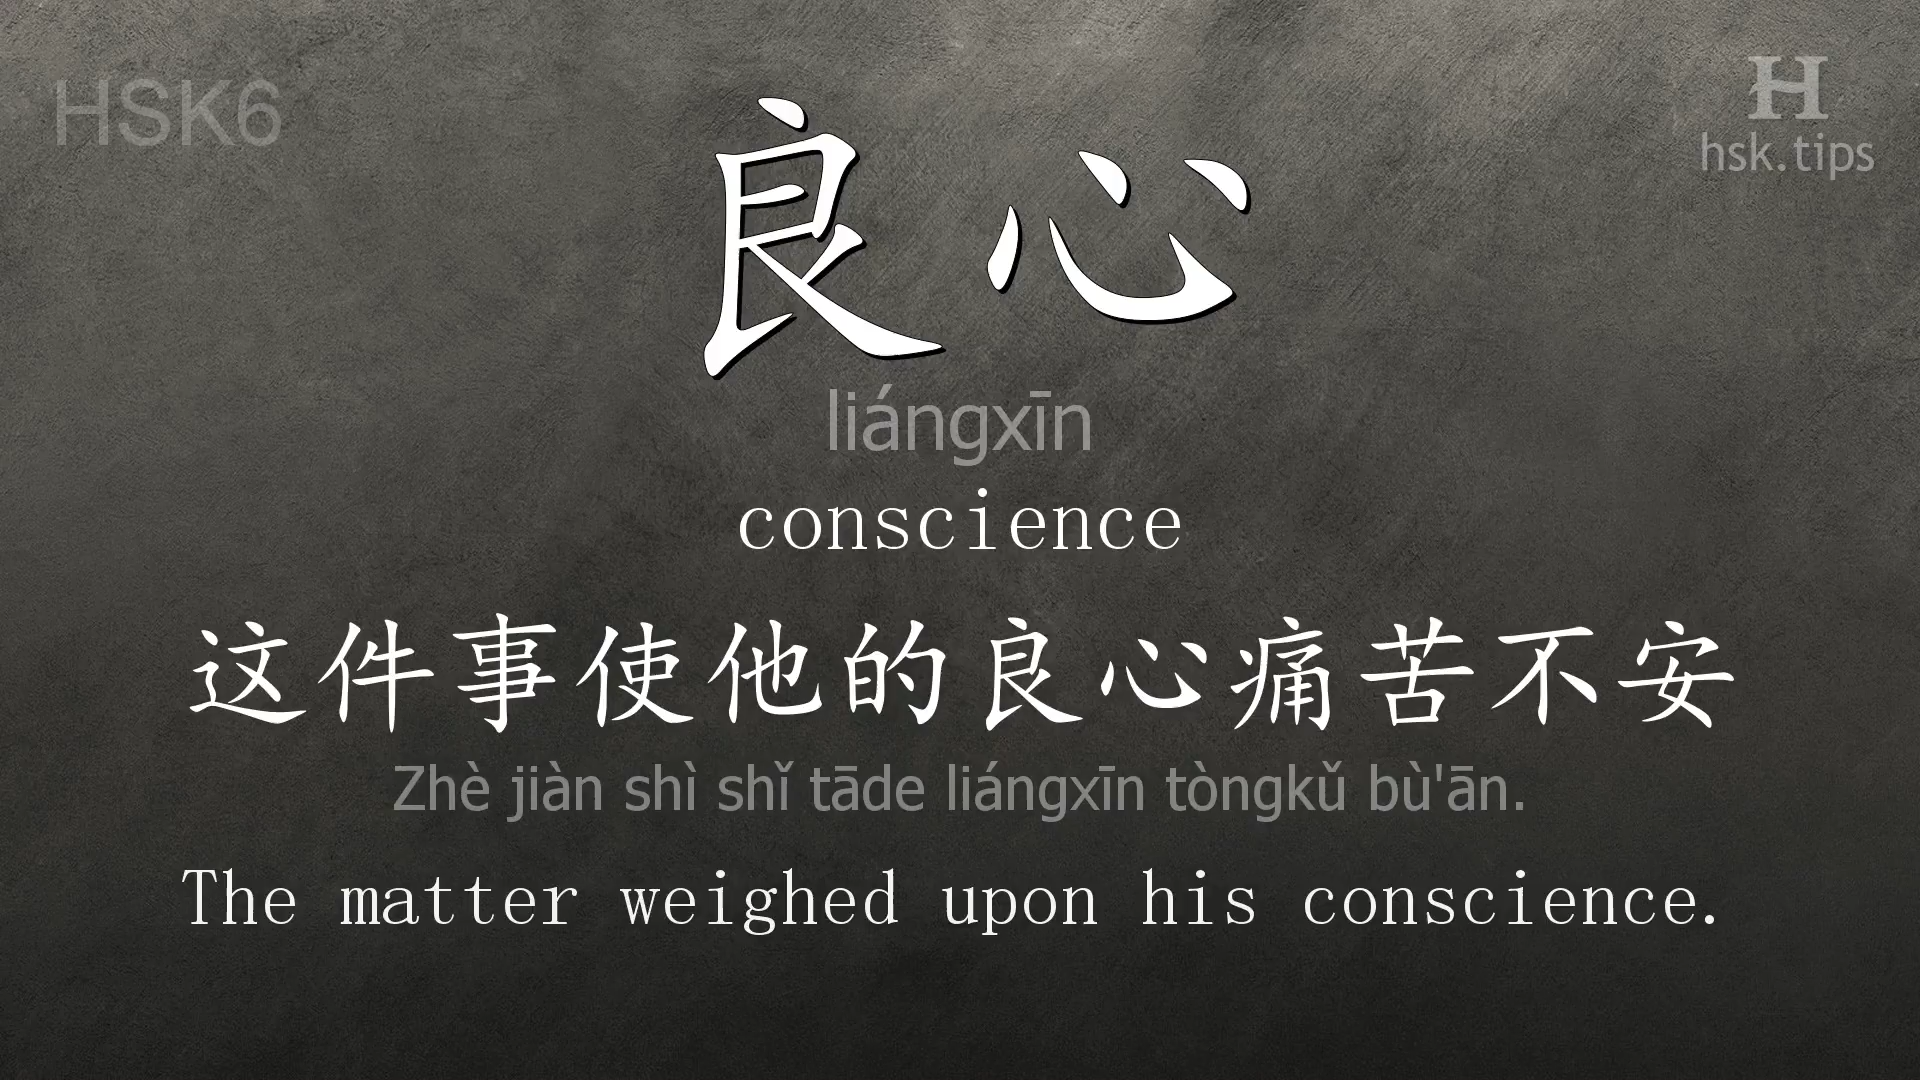 HSK6
H
hsk.tips
良心
liángxīn
conscience
这件事使他的良心痛苦不安
Zhè jiàn shì shǐ tāde liángxīn tòngkǔ bù'ān.
The matter weighed upon his conscience.